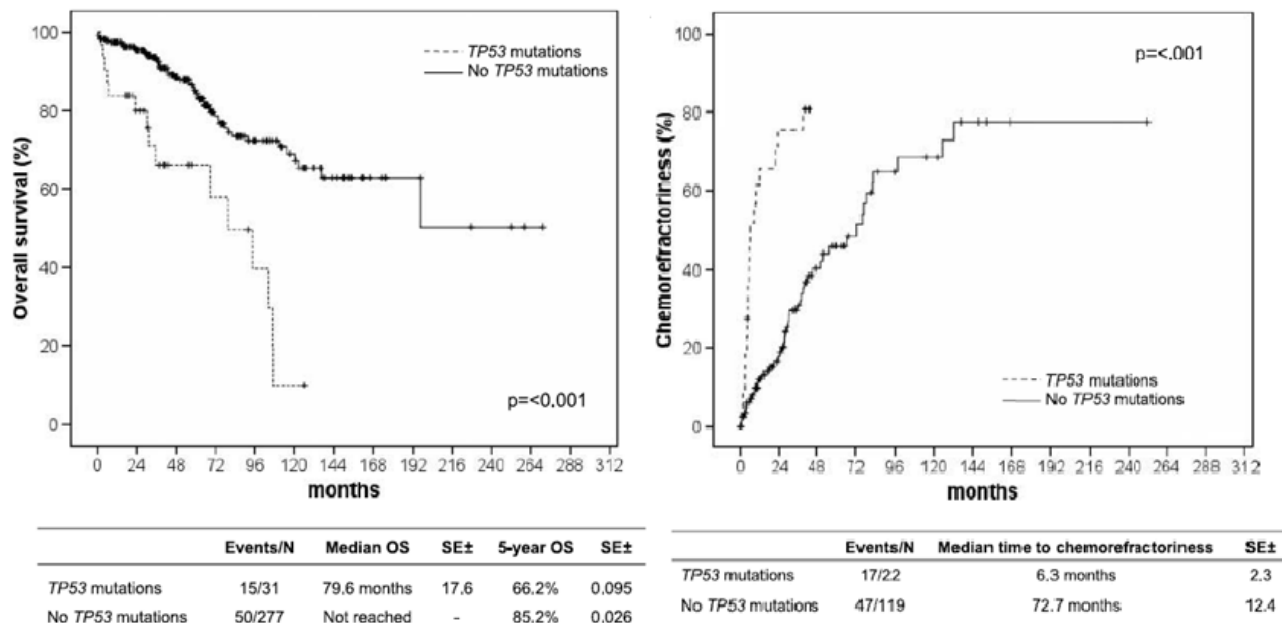 100
80
60
40
20
0
Overall survival (%)
TP53 mutations
No TP53 mutations
p=<0.001
0 24 48 72 96 120 144 168 192 216 240 264 288 312
months
Events/N Median OS SE± 5-year OS SE±
TP53 mutations 15/31 79.6 months 17.6 66.2% 0.095
No TP53 mutations 50/277 Not reached - 85.2% 0.026
100
80
60
40
20
0
Chemorefractoriness (%)
p=<.001
TP53 mutations
No TP53 mutations
0 24 48 72 96 120 144 168 192 216 240 264 288 312
months
Events/N Median time to chemorefractoriness SE±
TP53 mutations 17/22 6.3 months 2.3
No TP53 mutations 47/119 72.7 months 12.4